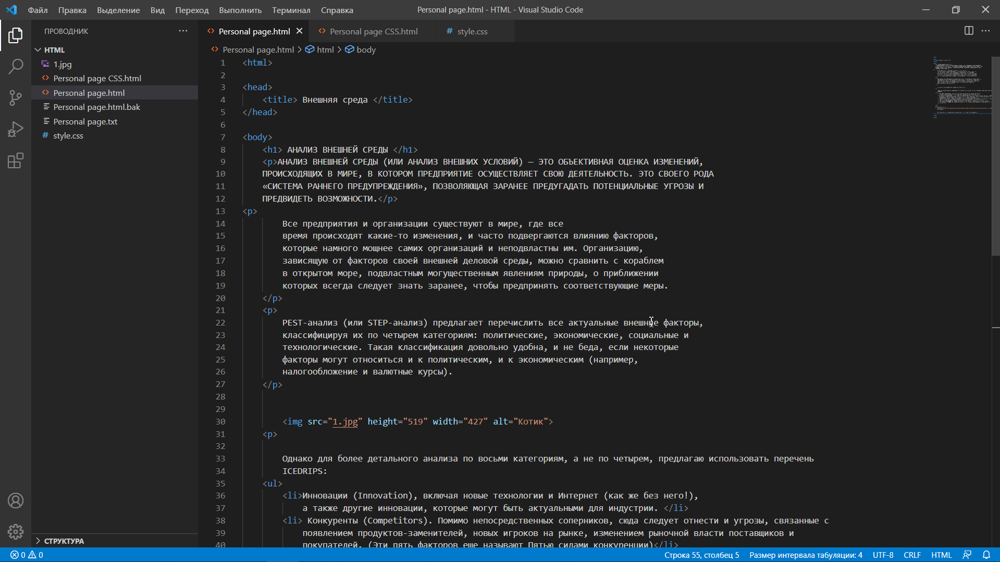 Файл Правка Выделение Вид Переход Выполнить Терминал Справка
Personal page.html - HTML - Visual Studio Code
ПРОВОДНИК
HTML
1.jpg
Personal page CSS.html
Personal page.html
Personal page.html.bak
Personal page.txt
style.css
СТРУКТУРА
Personal page.html Personal page CSS.html style.css
Personal page.html > html > body
1 <html>
2
3 <head>
4 <title> Внешняя среда </title>
5 </head>
6
7 <body>
8 <h1> АНАЛИЗ ВНЕШНЕЙ СРЕДЫ </h1>
9 <p>АНАЛИЗ ВНЕШНЕЙ СРЕДЫ (ИЛИ АНАЛИЗ ВНЕШНИХ УСЛОВИЙ) — ЭТО ОБЪЕКТИВНАЯ ОЦЕНКА ИЗМЕНЕНИЙ,
10 ПРОИСХОДЯЩИХ В МИРЕ, В КОТОРОМ ПРЕДПРИЯТИЕ ОСУЩЕСТВЛЯЕТ СВОЮ ДЕЯТЕЛЬНОСТЬ. ЭТО СВОЕГО РОДА
11 «СИСТЕМА РАННЕГО ПРЕДУПРЕЖДЕНИЯ», ПОЗВОЛЯЮЩАЯ ЗАРАНЕЕ ПРЕДУГАДАТЬ ПОТЕНЦИАЛЬНЫЕ УГРОЗЫ И
12 ПРЕДВИДЕТЬ ВОЗМОЖНОСТИ.</p>
13 <p>
14 Все предприятия и организации существуют в мире, где все
15 время происходят какие-то изменения, и часто подвергаются влиянию факторов,
16 которые намного мощнее самих организаций и неподвластны им. Организацию,
17 зависящую от факторов своей внешней деловой среды, можно сравнить с кораблем
18 в открытом море, подвластным могущественным явлениям природы, о приближении
19 которых всегда следует знать заранее, чтобы предпринять соответствующие меры.
20 </p>
21 <p>
22 PEST-анализ (или STEP-анализ) предлагает перечислить все актуальные внешние факторы,
23 классифицируя их по четырем категориям: политические, экономические, социальные и
24 технологические. Такая классификация довольно удобна, и не беда, если некоторые
25 факторы могут относиться и к политическим, и к экономическим (например,
26 налогообложение и валютные курсы).
27 </p>
28
29
30 <img src="1.jpg" height="519" width="427" alt="Котик">
31 <p>
32
33 Однако для более детального анализа по восьми категориям, а не по четырем, предлагаю использовать перечень
34 ICEDRIPS:
35 <ul>
36 <li>Инновации (Innovation), включая новые технологии и Интернет (как же без него!),
37 а также другие инновации, которые могут быть актуальными для индустрии. </li>
38 <li> Конкуренты (Competitors). Помимо непосредственных соперников, сюда следует отнести и угрозы, связанные с
39 появлением продуктов-заменителей, новых игроков на рынке, изменением рыночной власти поставщиков и
40 покупателей. (Эти пять факторов еще называют Пятью силами конкуренции)</li>
0 0 Строка 55, столбец 5 Размер интервала табуляции: 4 UTF-8 CRLF HTML